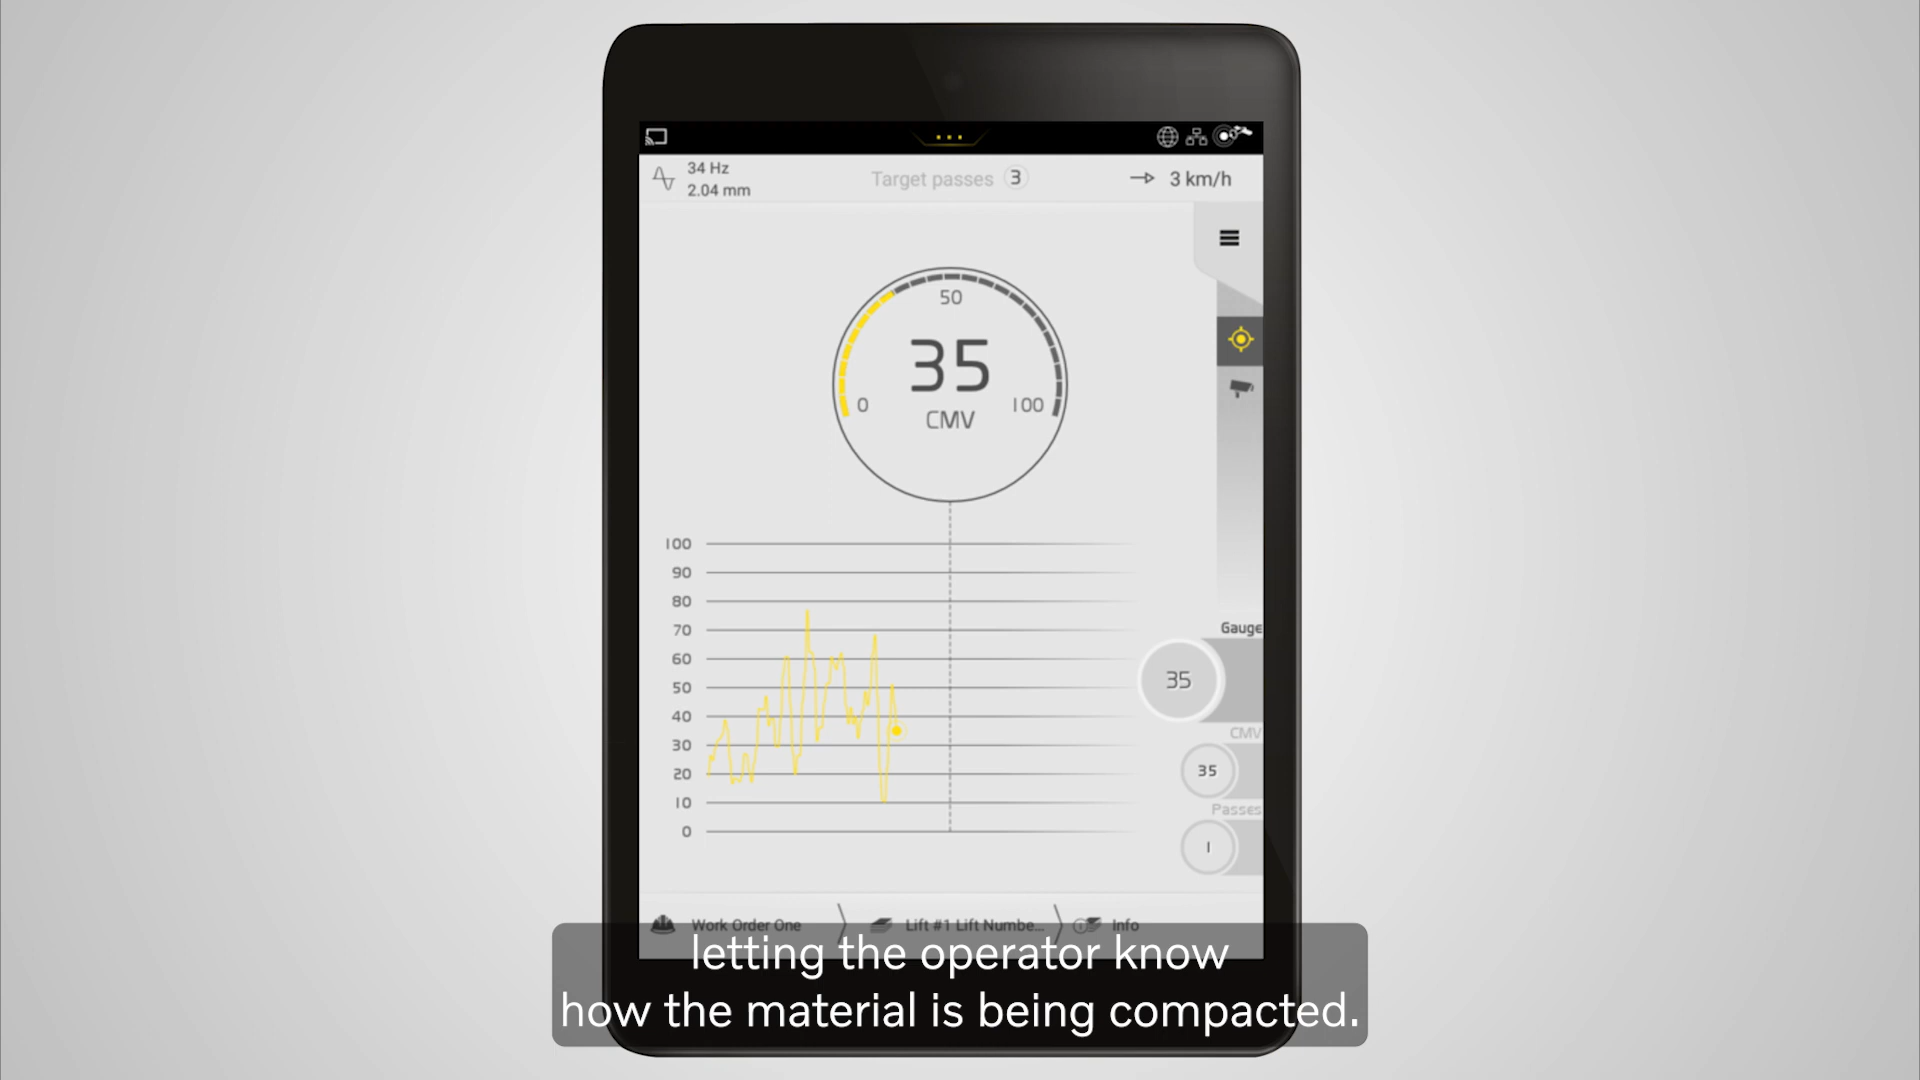 34 Hz
2.04 mm
Target passes 3
3 km/h
50
35
0
100
CMV
100
90
80
70
60
50
40
30
20
10
0
Gauge
35
CMV
35
Passes
1
Work Order One
Lift #1 Lift Numbe...
Info
letting the operator know
how the material is being compacted.